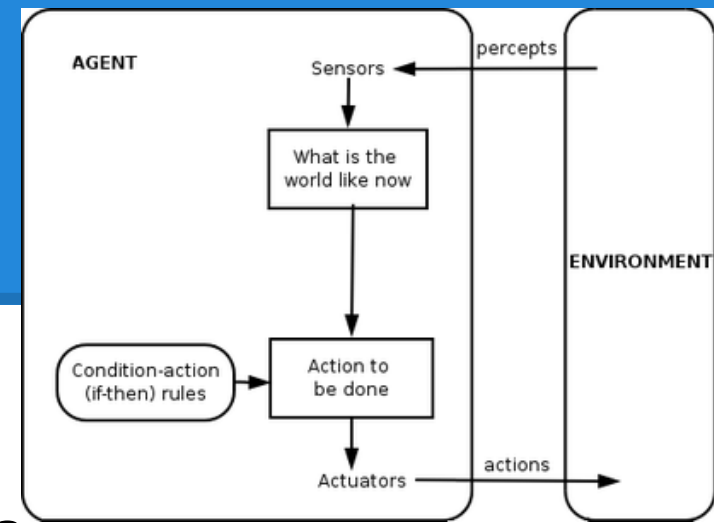 AGENT
Sensors
percepts
What is the
world like now
ENVIRONMENT
Condition-action
(if-then) rules
Action to
be done
Actuators
actions